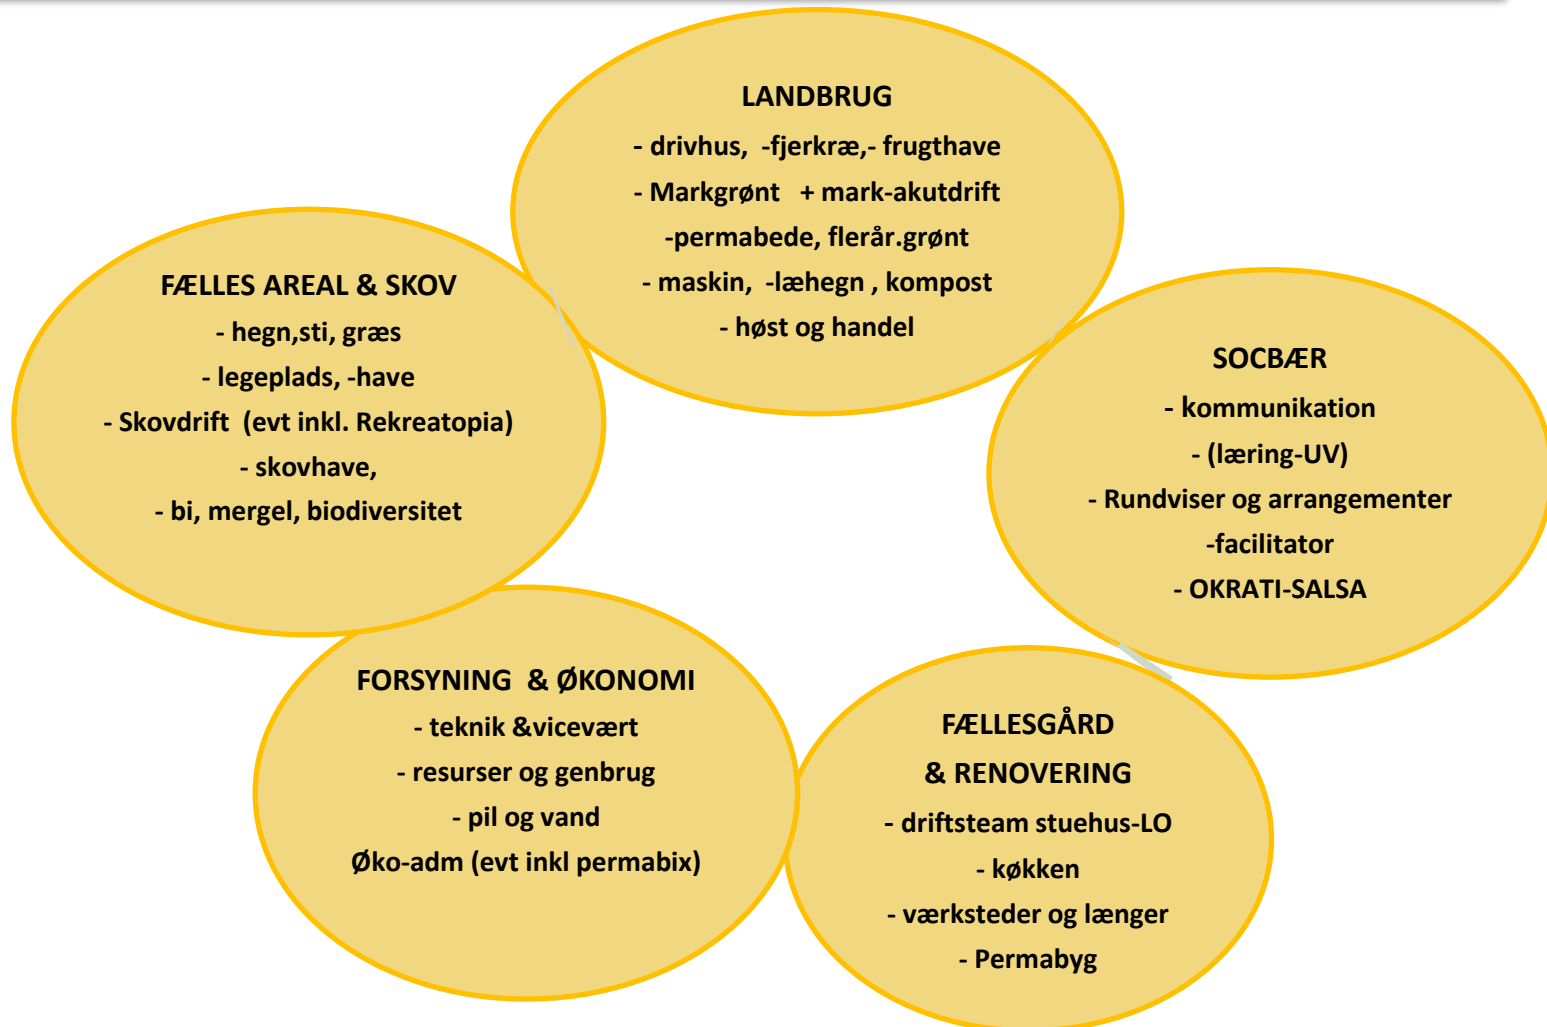 LANDBRUG
- drivhus, -fjerkræ,- frugthave
- Markgrønt + mark-akutdrift
-permabede, flerår.grønt
- maskin, -læhegn , kompost
- høst og handel
FÆLLES AREAL & SKOV
- hegn,sti, græs
- legeplads, -have
- Skovdrift (evt inkl. Rekreatopia)
- skovhave,
- bi, mergel, biodiversitet
SOCBÆR
- kommunikation
- (læring-UV)
- Rundviser og arrangementer
-facilitator
- OKRATI-SALSA
FORSYNING & ØKONOMI
- teknik &vicevært
- resurser og genbrug
- pil og vand
Øko-adm (evt inkl permabix)
FÆLLESGÅRD
& RENOVERING
- driftsteam stuehus-LO
- køkken
- værksteder og længer
- Permabyg